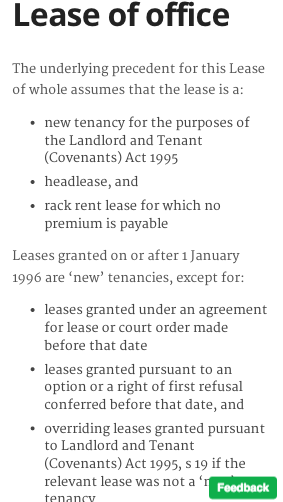 Lease of office
The underlying precedent for this Lease
of whole assumes that the lease is a:
• new tenancy for the purposes of
the Landlord and Tenant
(Covenants) Act 1995
• headlease, and
• rack rent lease for which no
premium is payable
Leases granted on or after 1 January
1996 are ‘new’ tenancies, except for:
• leases granted under an agreement
for lease or court order made
before that date
• leases granted pursuant to an
option or a right of first refusal
conferred before that date, and
• overriding leases granted pursuant
to Landlord and Tenant
(Covenants) Act 1995, s 19 if the
relevant lease was not a
tenancy
Feedback